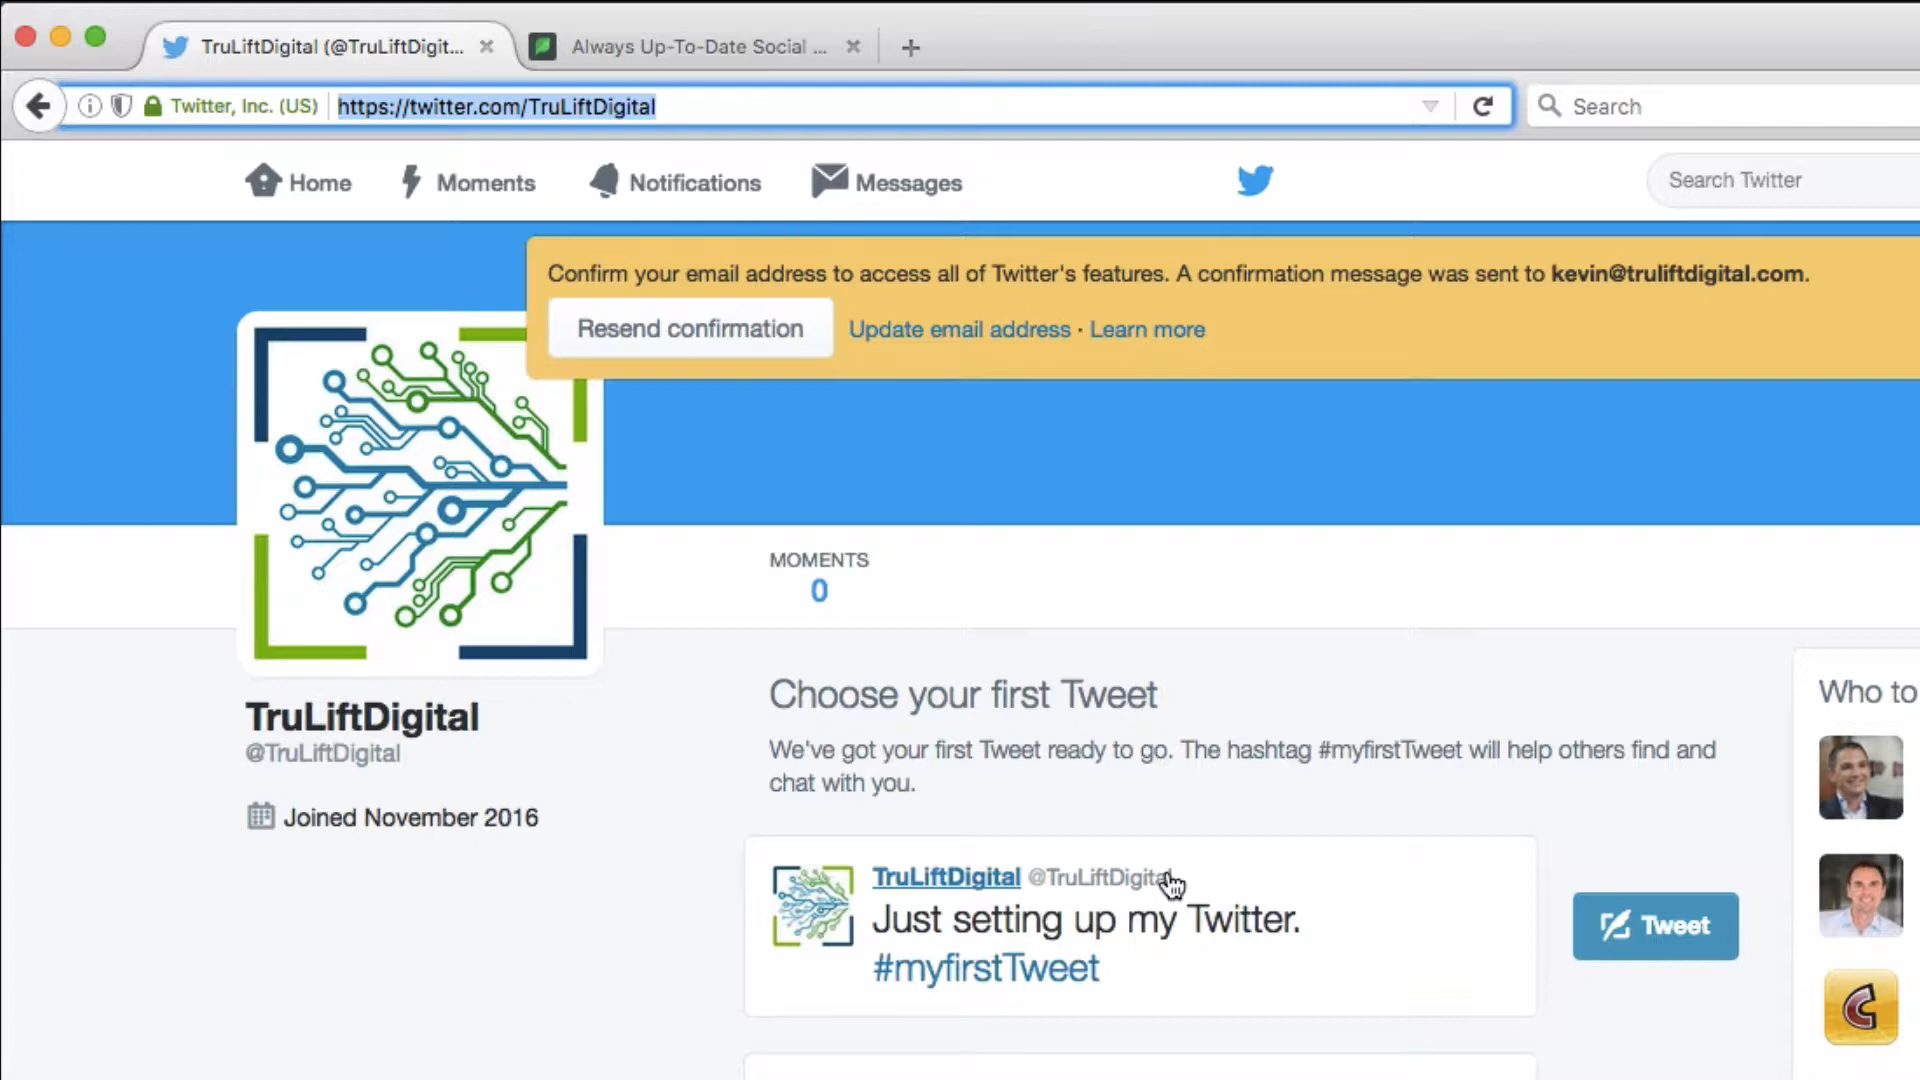 TruLiftDigital (@TruLiftDigit...
Always Up-To-Date Social ...
Twitter, Inc. (US)
https://twitter.com/TruLiftDigital
Search
Home
Moments
Notifications
Messages
Search Twitter
Confirm your email address to access all of Twitter's features. A confirmation message was sent to kevin@truliftdigital.com.
Resend confirmation
Update email address · Learn more
MOMENTS
0
Choose your first Tweet
Who to
We've got your first Tweet ready to go. The hashtag #myfirstTweet will help others find and
chat with you.
TruLiftDigital
@TruLiftDigital
Joined November 2016
TruLiftDigital @TruLiftDigital
Just setting up my Twitter.
#myfirstTweet
Tweet